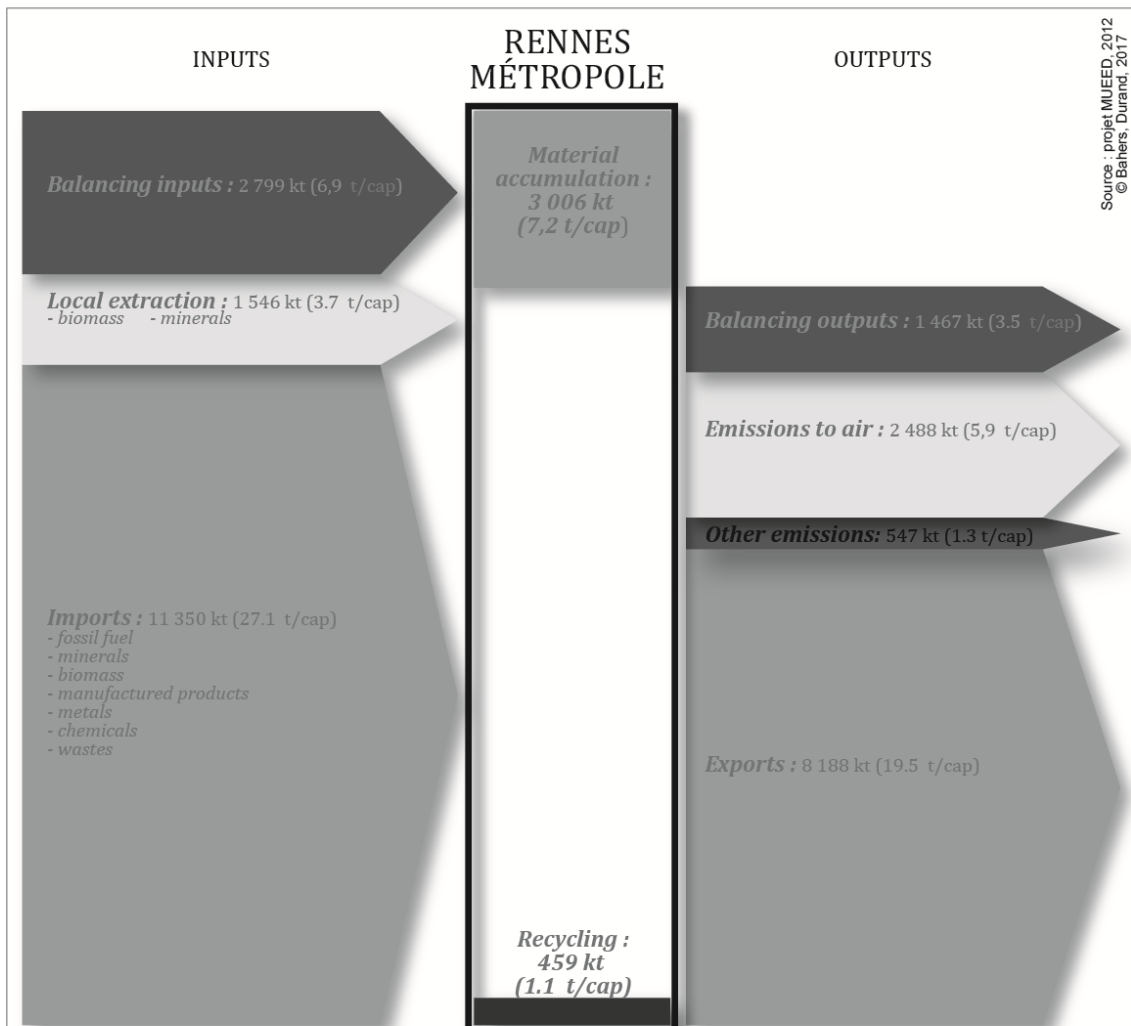 INPUTS
RENNES
MÉTROPOLE
OUTPUTS
Source : projet MUEED, 2012
© Bahers, Durand, 2017
Balancing inputs : 2 799 kt (6,9 t/cap)
Local extraction : 1 546 kt (3.7 t/cap)
- biomass - minerals
Imports : 11 350 kt (27.1 t/cap)
- fossil fuel
- minerals
- biomass
- manufactured products
- metals
- chemicals
- wastes
Material
accumulation :
3 006 kt
(7,2 t/cap)
Recycling :
459 kt
(1.1 t/cap)
Balancing outputs : 1 467 kt (3.5 t/cap)
Emissions to air : 2 488 kt (5,9 t/cap)
Other emissions: 547 kt (1.3 t/cap)
Exports : 8 188 kt (19.5 t/cap)